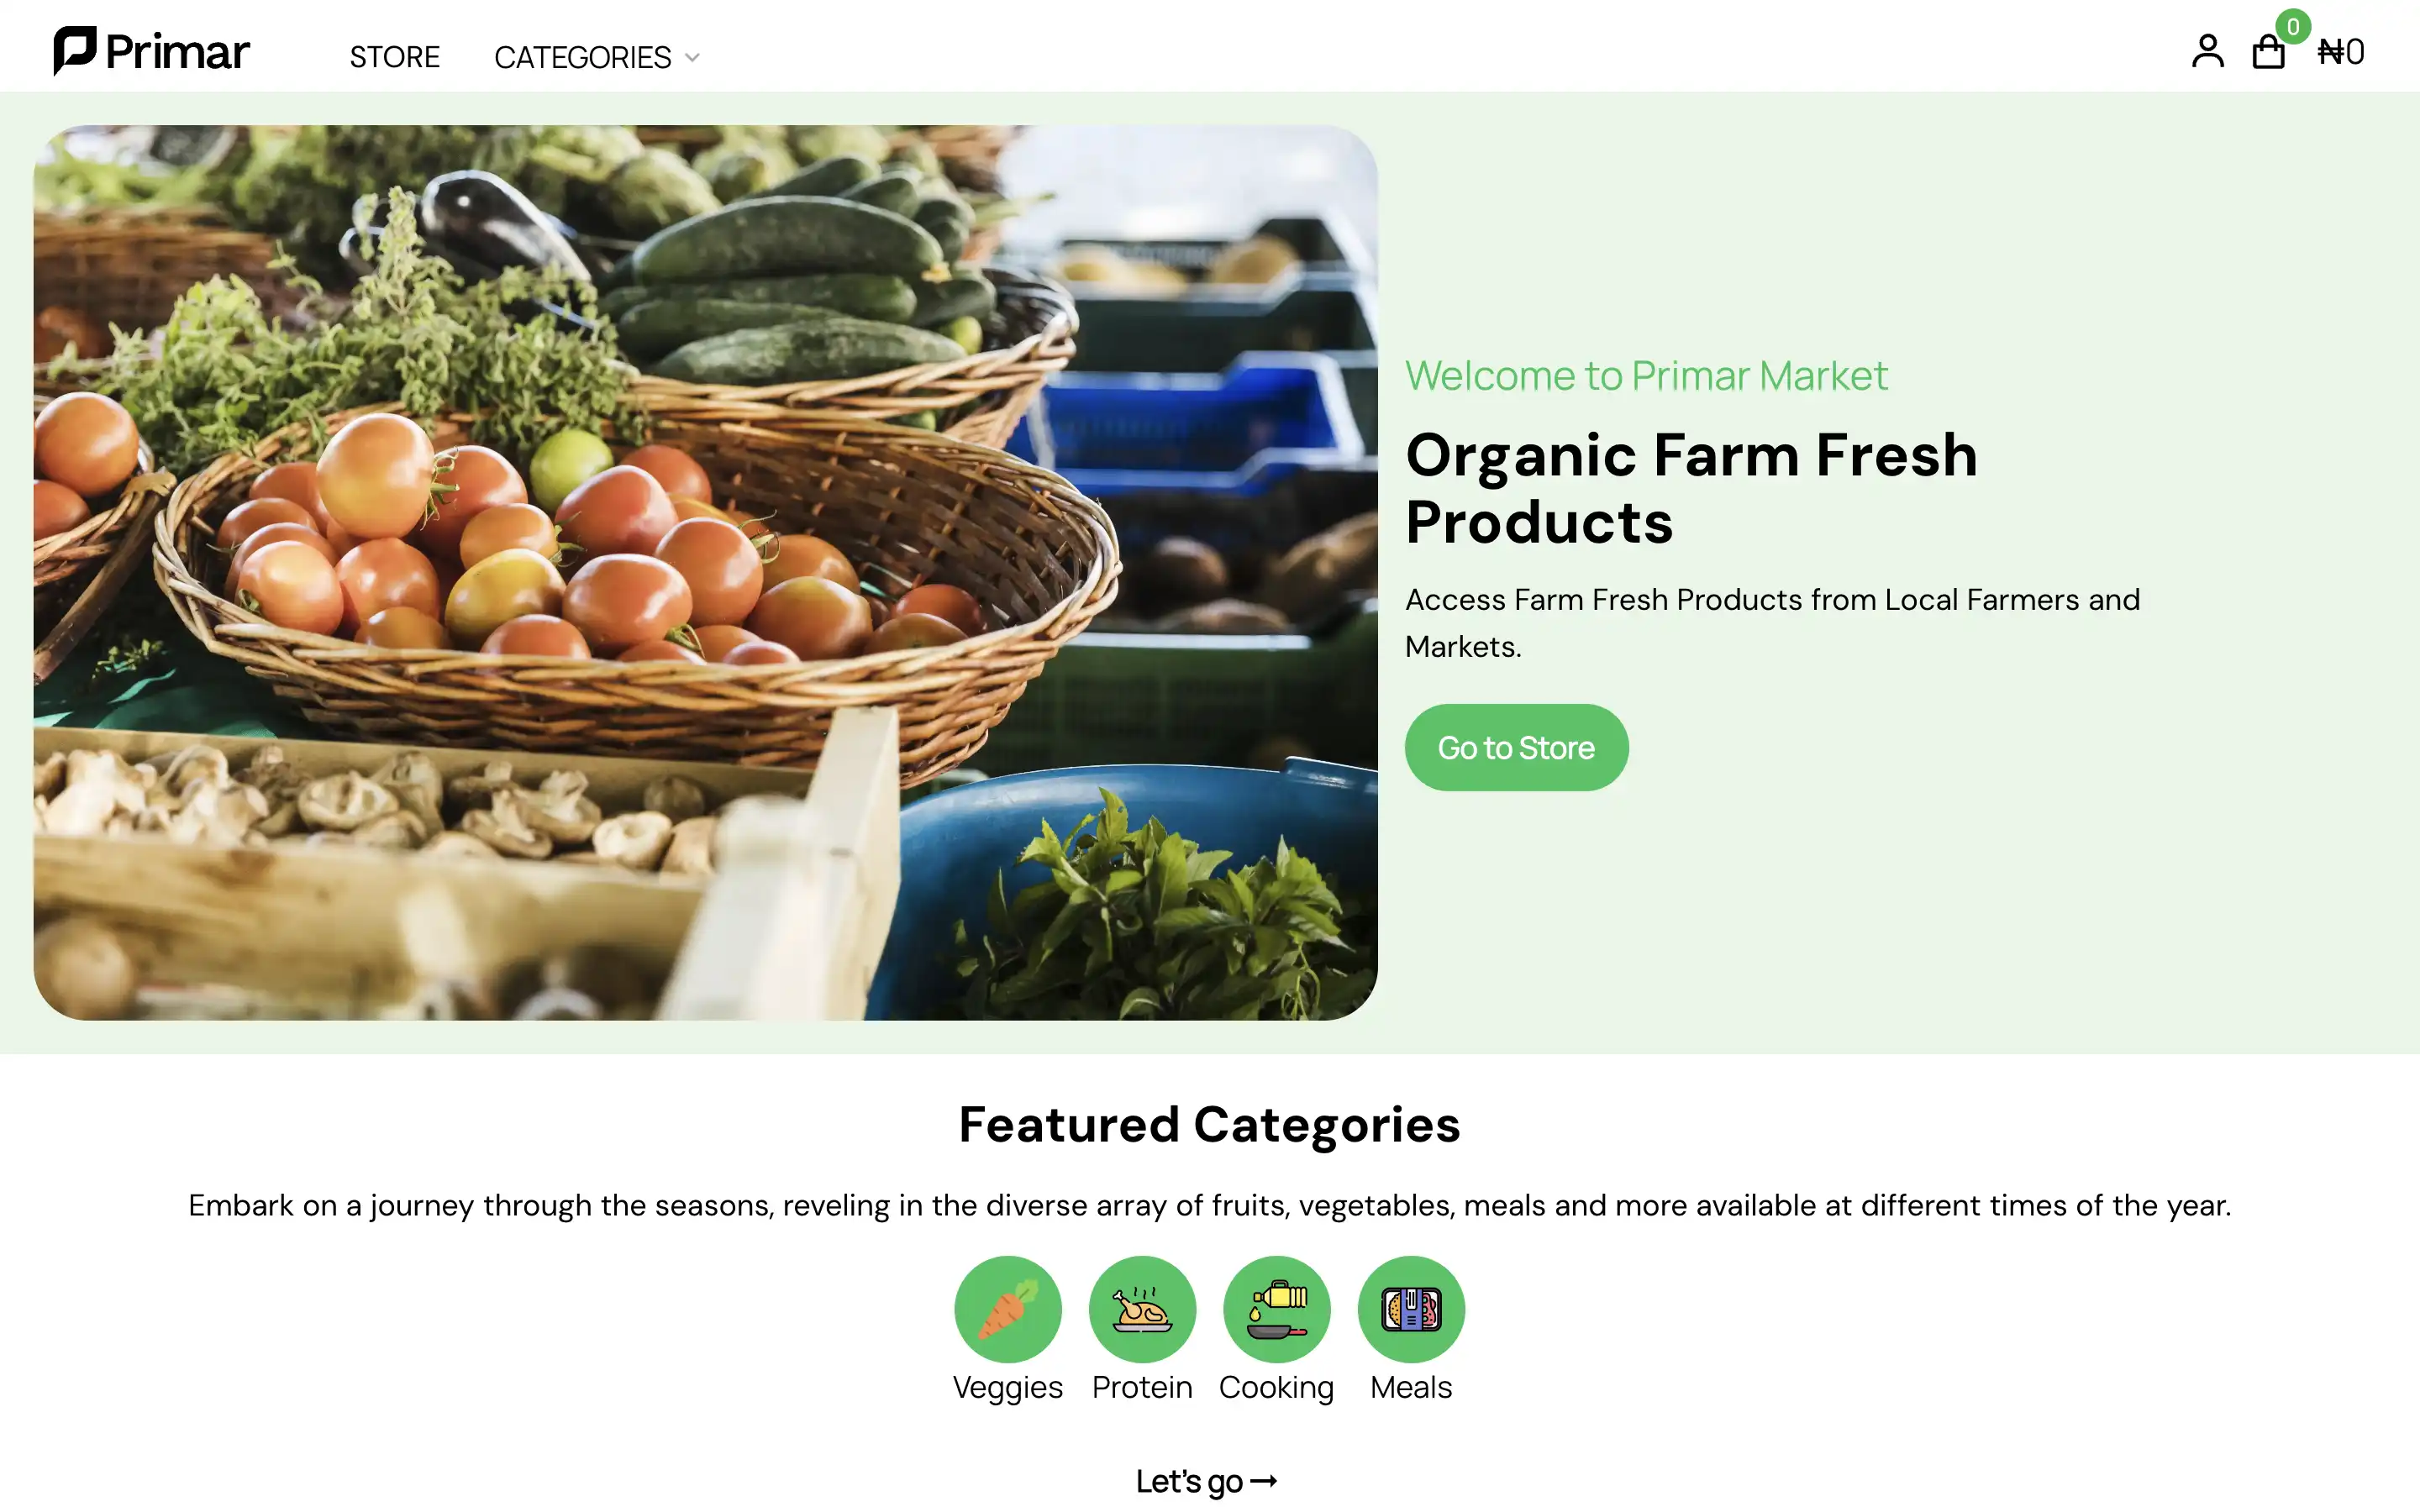 Primar
STORE
CATEGORIES
0
₦0
Welcome to Primar Market
Organic Farm Fresh
Products
Access Farm Fresh Products from Local Farmers and
Markets.
Go to Store
Featured Categories
Embark on a journey through the seasons, reveling in the diverse array of fruits, vegetables, meals and more available at different times of the year.
Veggies
Protein
Cooking
Meals
Let's go →